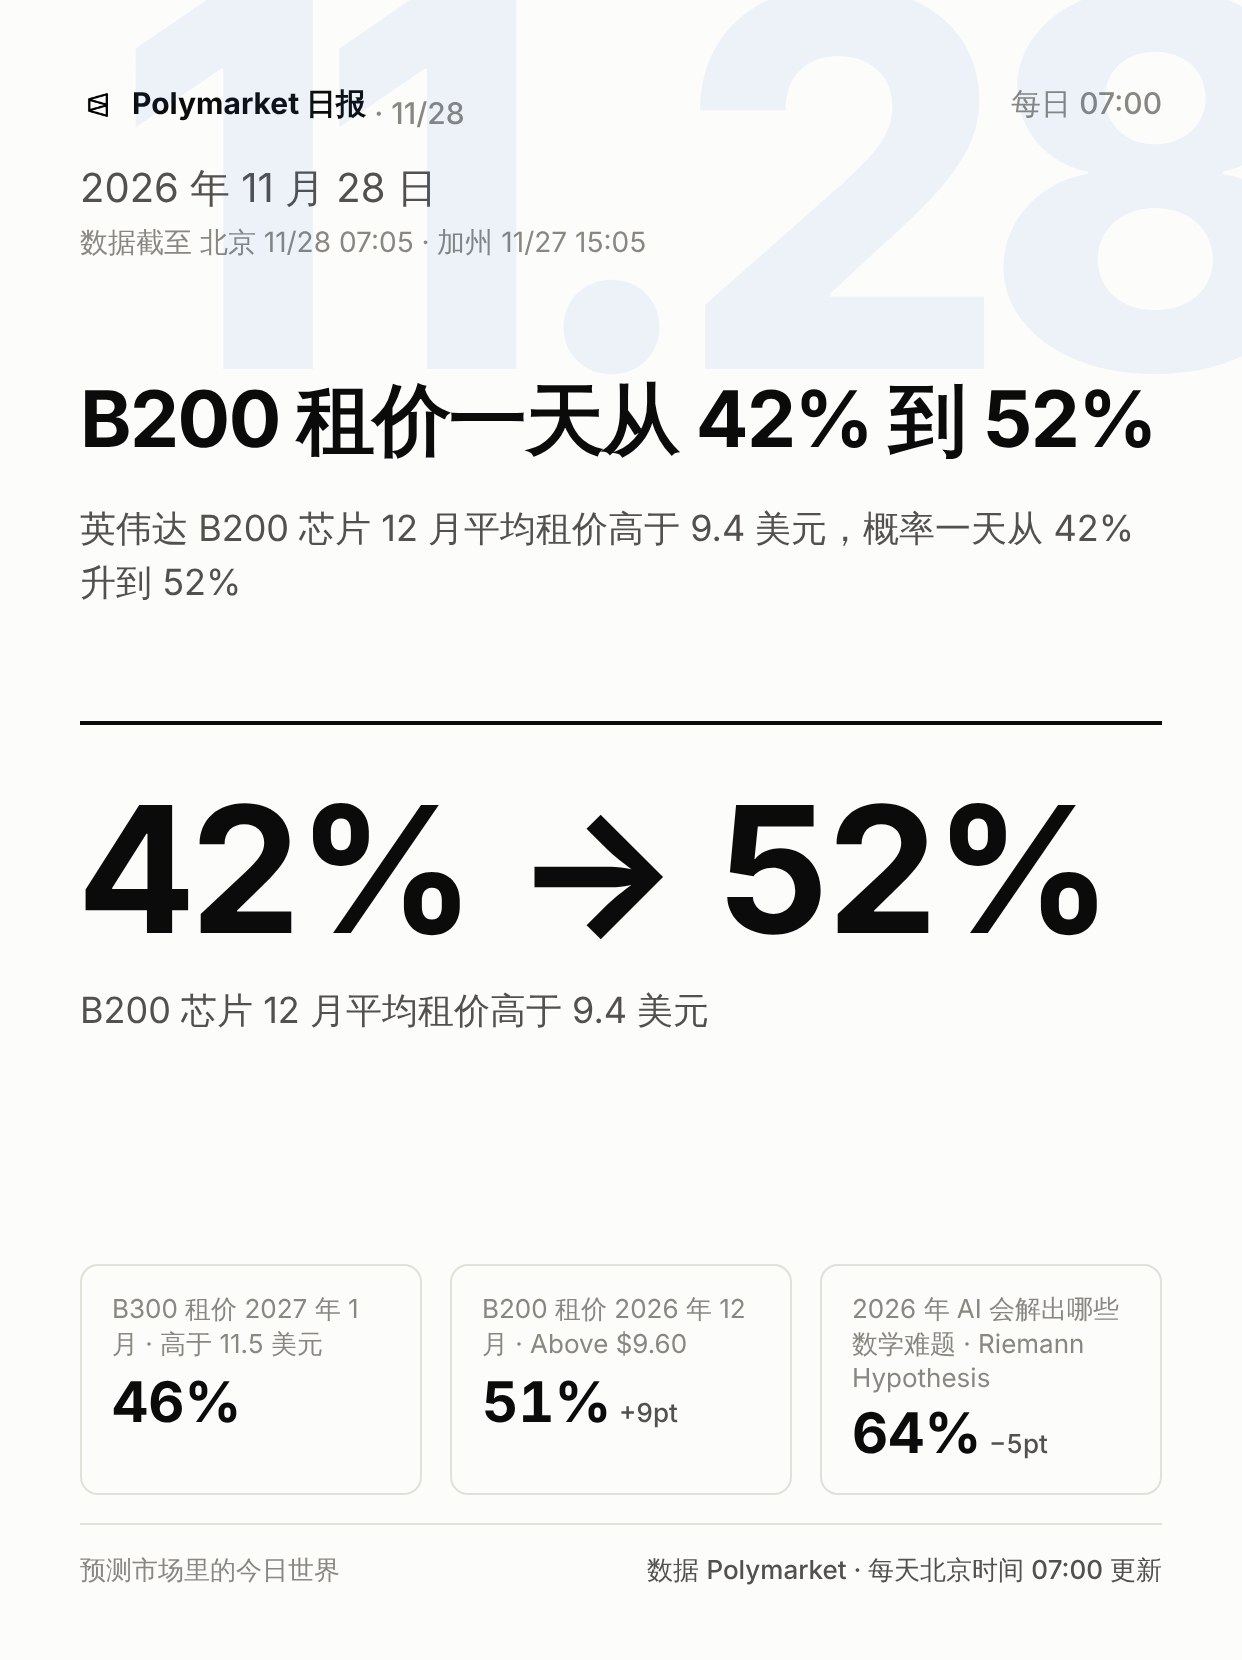 11.28
Polymarket 日报 · 11/28
每日 07:00
2026 年 11 月 28 日
数据截至 北京 11/28 07:05 · 加州 11/27 15:05
B200 租价一天从 42% 到 52%
英伟达 B200 芯片 12 月平均租价高于 9.4 美元，概率一天从 42%
升到 52%
42% → 52%
B200 芯片 12 月平均租价高于 9.4 美元
B300 租价 2027 年 1
月 · 高于 11.5 美元
46%
B200 租价 2026 年 12
月 · Above $9.60
51% +9pt
2026 年 AI 会解出哪些
数学难题 · Riemann
Hypothesis
64% −5pt
预测市场里的今日世界
数据 Polymarket · 每天北京时间 07:00 更新